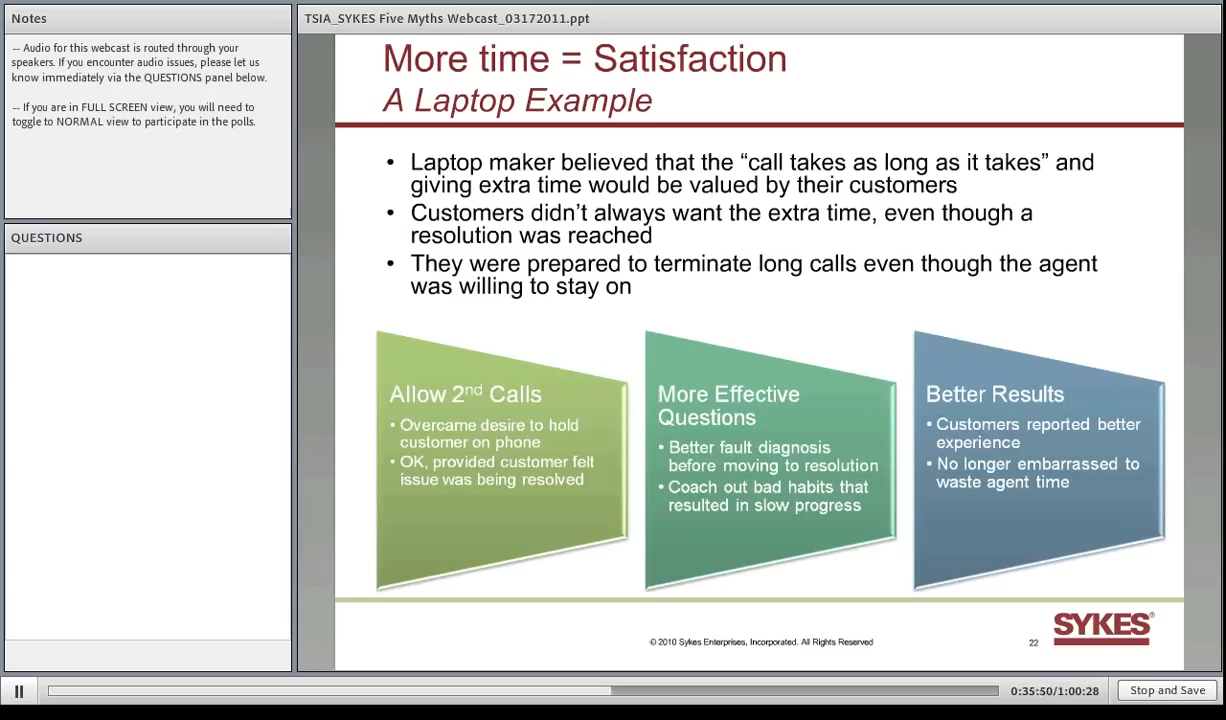 Notes
-- Audio for this webcast is routed through your
speakers. If you encounter audio issues, please let us
know immediately via the QUESTIONS panel below.
-- If you are in FULL SCREEN view, you will need to
toggle to NORMAL view to participate in the polls.
QUESTIONS
TSIA_SYKES Five Myths Webcast_03172011.ppt
More time = Satisfaction
A Laptop Example
• Laptop maker believed that the “call takes as long as it takes” and
giving extra time would be valued by their customers
• Customers didn’t always want the extra time, even though a
resolution was reached
• They were prepared to terminate long calls even though the agent
was willing to stay on
Allow 2nd Calls
• Overcame desire to hold
customer on phone
• OK, provided customer felt
issue was being resolved
More Effective
Questions
• Better fault diagnosis
before moving to resolution
• Coach out bad habits that
resulted in slow progress
Better Results
• Customers reported better
experience
• No longer embarrassed to
waste agent time
© 2010 Sykes Enterprises, Incorporated. All Rights Reserved
22
SYKES®
0:35:50/1:00:28
Stop and Save